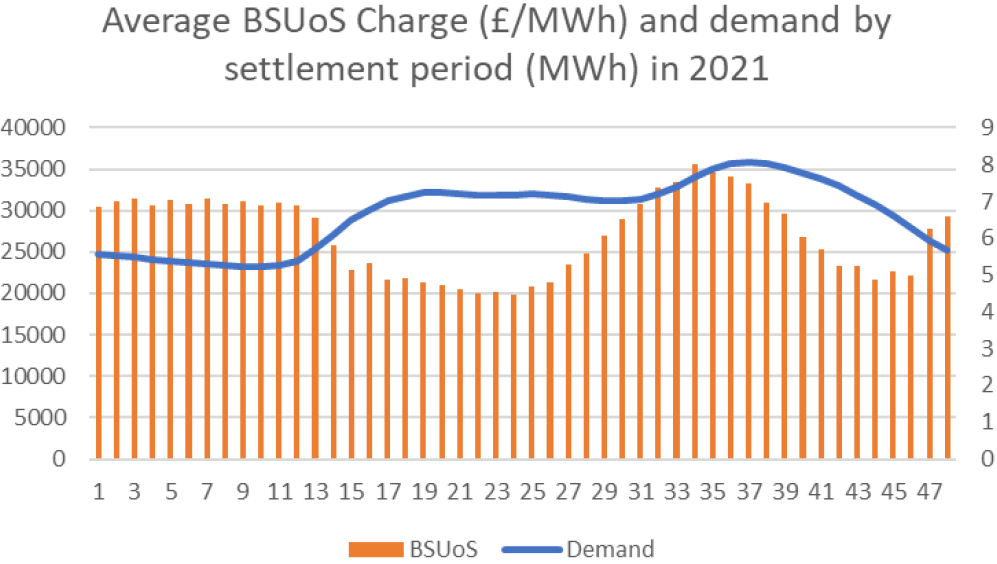 Average BSUoS Charge (£/MWh) and demand by
settlement period (MWh) in 2021
40000 9
35000 8
30000 7
25000 6
20000 5
15000 4
10000 3
5000 2
0 1
0
1 3 5 7 9 11 13 15 17 19 21 23 25 27 29 31 33 35 37 39 41 43 45 47
BSUoS Demand